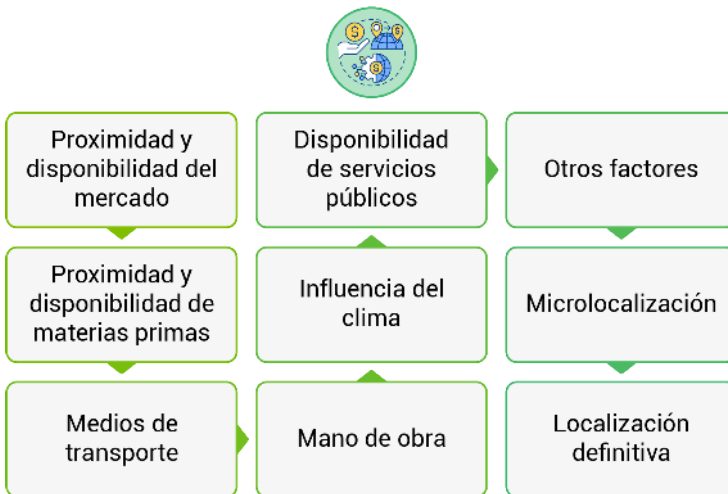 Proximidad y
disponibilidad del
mercado
Proximidad y
disponibilidad de
materias primas
Medios de
transporte
Mano de obra
Influencia del
clima
Disponibilidad
de servicios
públicos
Otros factores
Microlocalización
Localización
definitiva